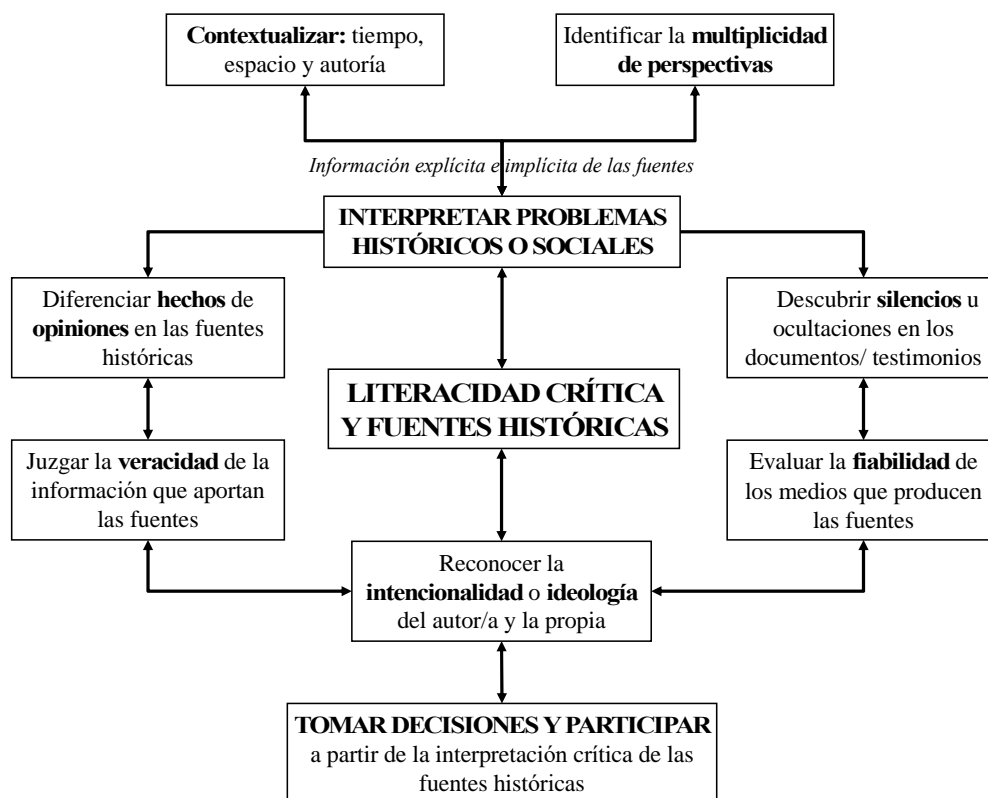 Contextualizar: tiempo,
espacio y autoría
Identificar la multiplicidad
de perspectivas
Información explícita e implícita de las fuentes
INTERPRETAR PROBLEMAS
HISTÓRICOS O SOCIALES
Diferenciar hechos de
opiniones en las fuentes
históricas
Descubrir silencios u
ocultaciones en los
documentos/ testimonios
LITERACIDAD CRÍTICA
Y FUENTES HISTÓRICAS
Juzgar la veracidad de la
información que aportan
las fuentes
Evaluar la fiabilidad de
los medios que producen
las fuentes
Reconocer la
intencionalidad o ideología
del autor/a y la propia
TOMAR DECISIONES Y PARTICIPAR
a partir de la interpretación crítica de las
fuentes históricas